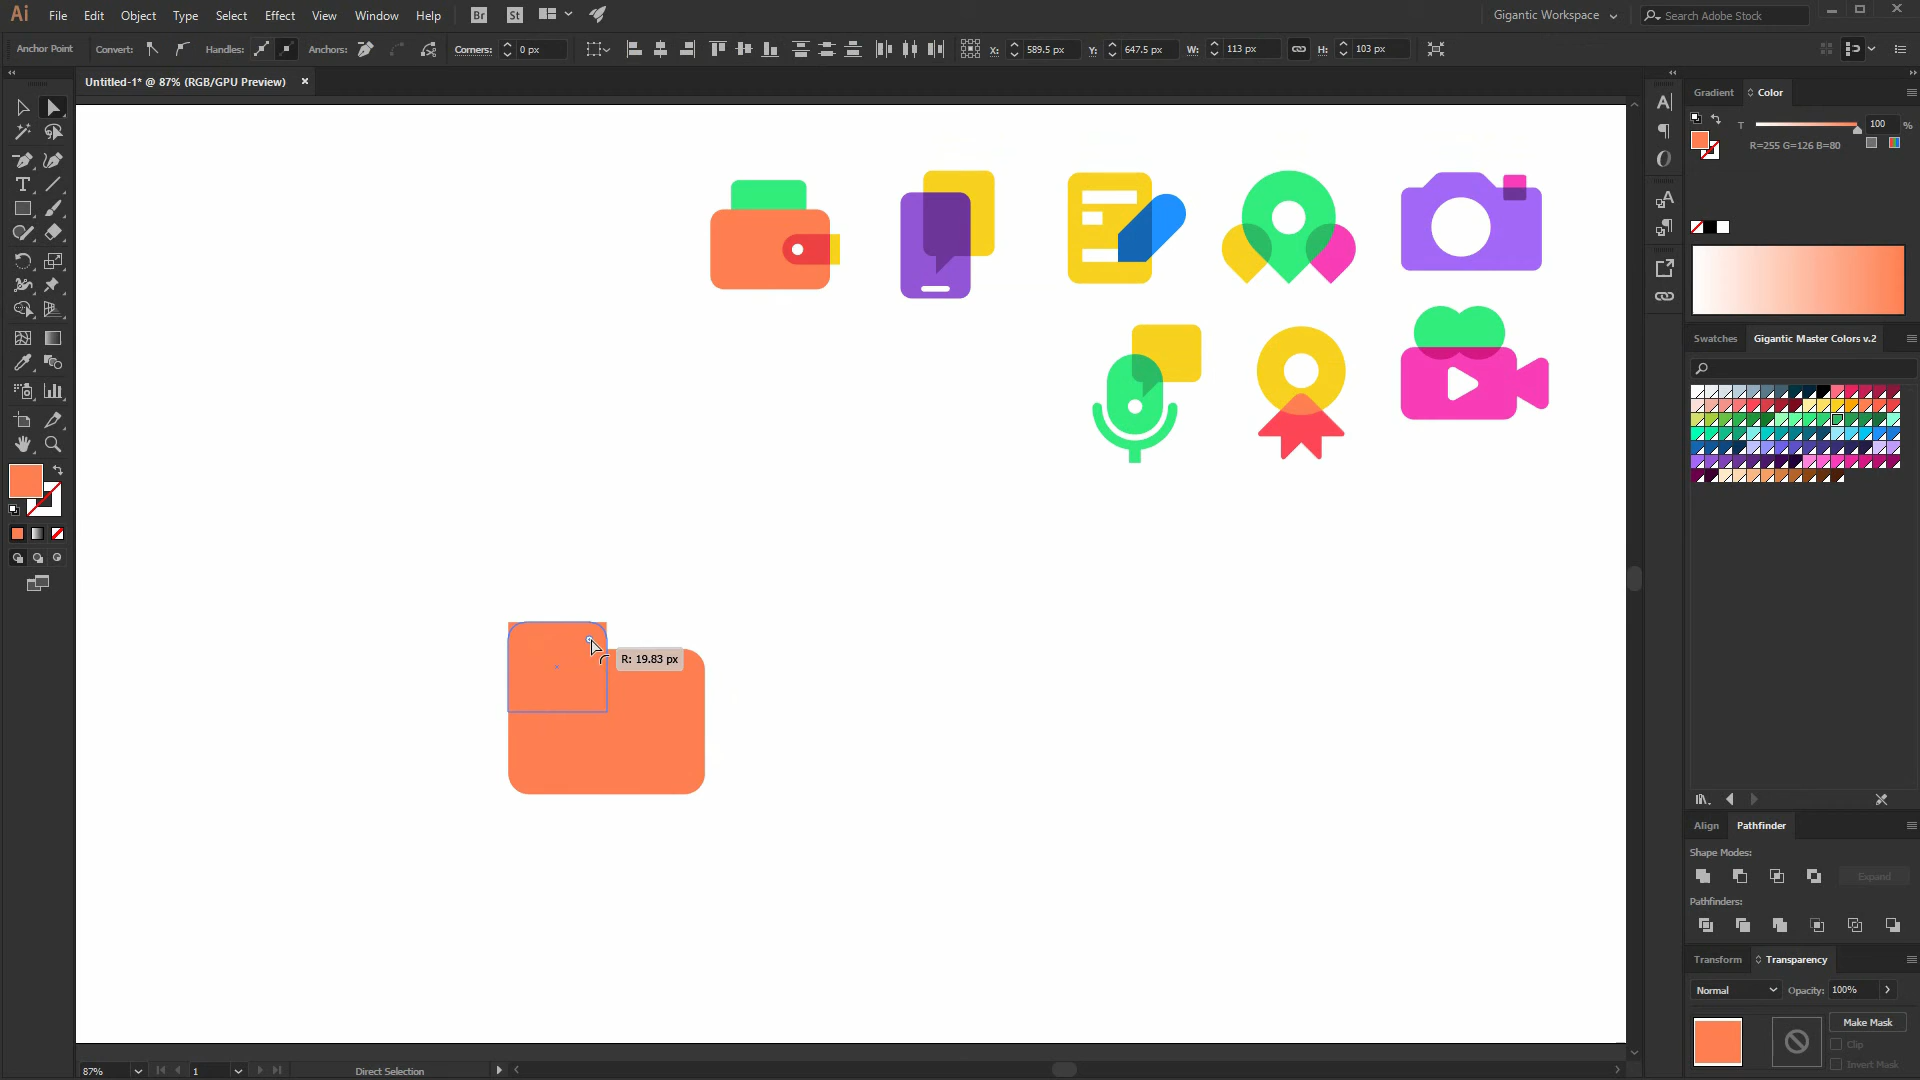 Ai File Edit Object Type Select Effect View Window Help Br St Gigantic Workspace Search Adobe Stock
Anchor Point Convert: Handles: Anchors: Corners: 0 px X: 589.5 px Y: 647.5 px W: 113 px H: 103 px
Untitled-1* @ 87% (RGB/GPU Preview) ×
Gradient Color
T 100 %
R=255 G=126 B=80
Swatches Gigantic Master Colors v.2
R: 19.83 px
Align Pathfinder
Shape Modes:
Expand
Pathfinders:
Transform Transparency
Normal Opacity: 100%
Make Mask
Clip
Invert Mask
87% 1 Direct Selection